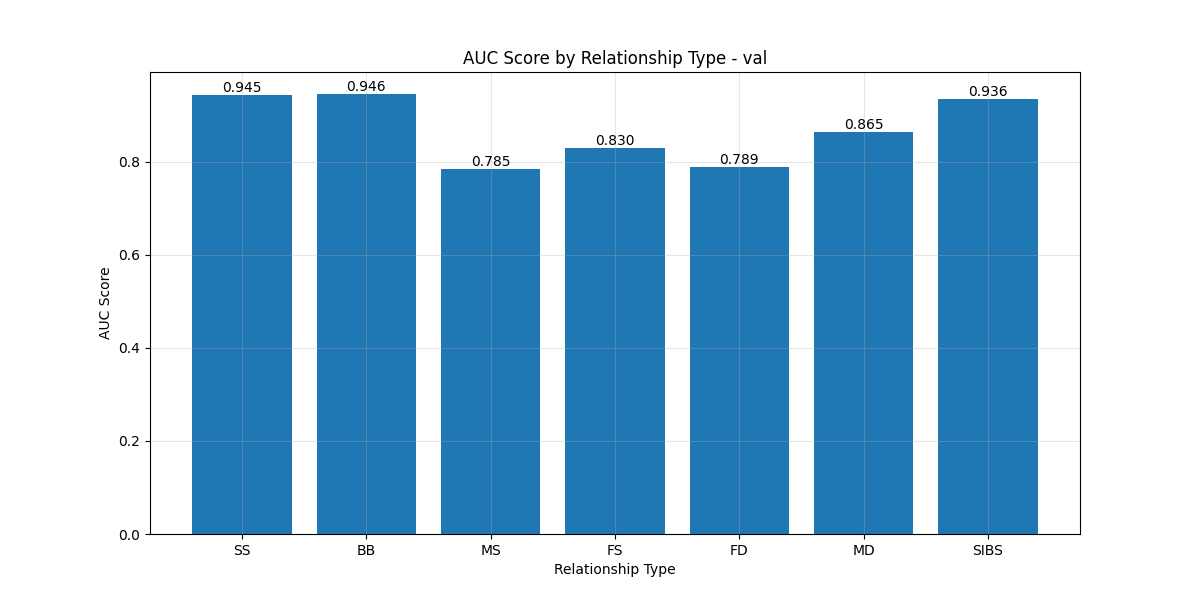 AUC Score by Relationship Type - val
0.945
0.946
0.785
0.830
0.789
0.865
0.936
AUC Score
0.8
0.6
0.4
0.2
0.0
SS
BB
MS
FS
FD
MD
SIBS
Relationship Type